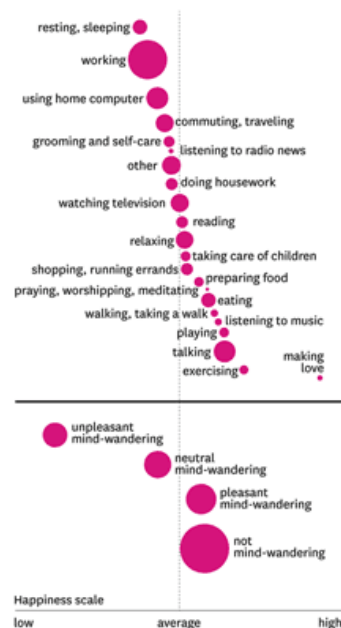 resting, sleeping
working
using home computer
commuting, traveling
grooming and self-care
listening to radio news
other
doing housework
watching television
reading
relaxing
taking care of children
shopping, running errands
preparing food
praying, worshipping, meditating
eating
walking, taking a walk
listening to music
playing
talking
making
love
exercising
unpleasant
mind-wandering
neutral
mind-wandering
pleasant
mind-wandering
not
mind-wandering
Happiness scale
low average high